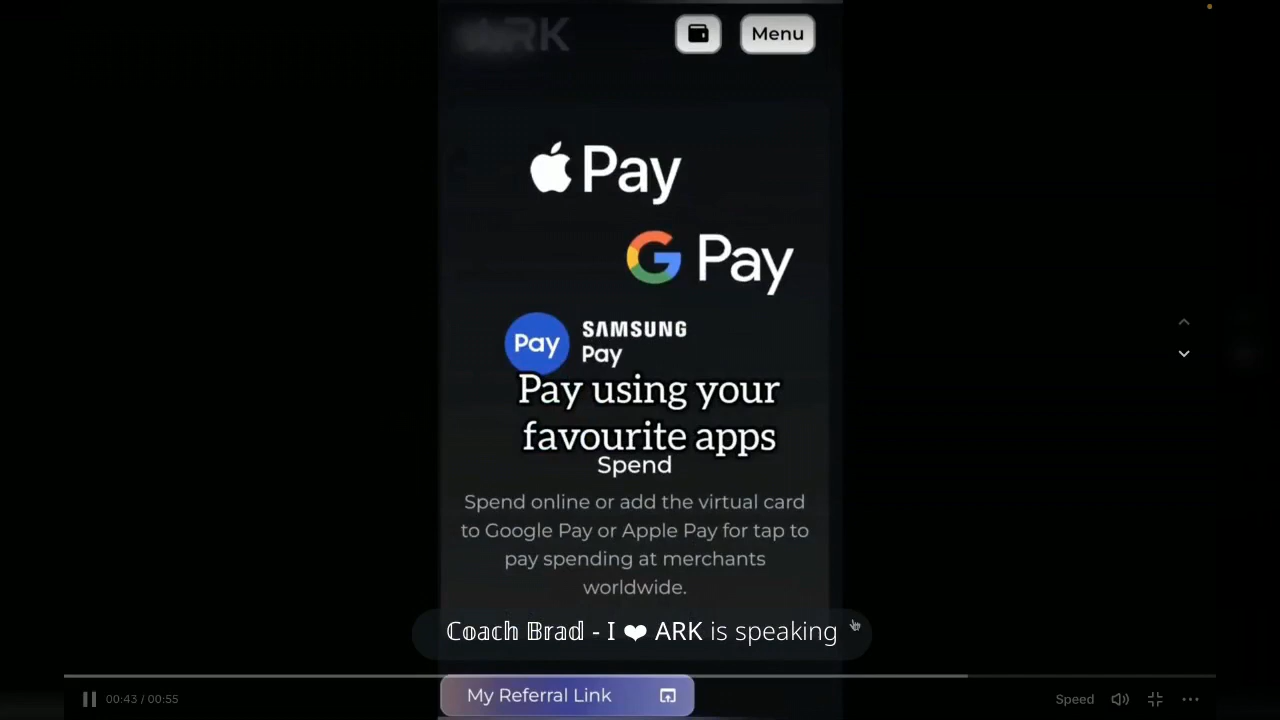 ARK
Menu
Pay
G Pay
Pay SAMSUNG
Pay
Pay using your
favourite apps
Spend
Spend online or add the virtual card
to Google Pay or Apple Pay for tap to
pay spending at merchants
worldwide.
Coach Brad - I ❤ ARK is speaking
My Referral Link
00:43 / 00:55
Speed